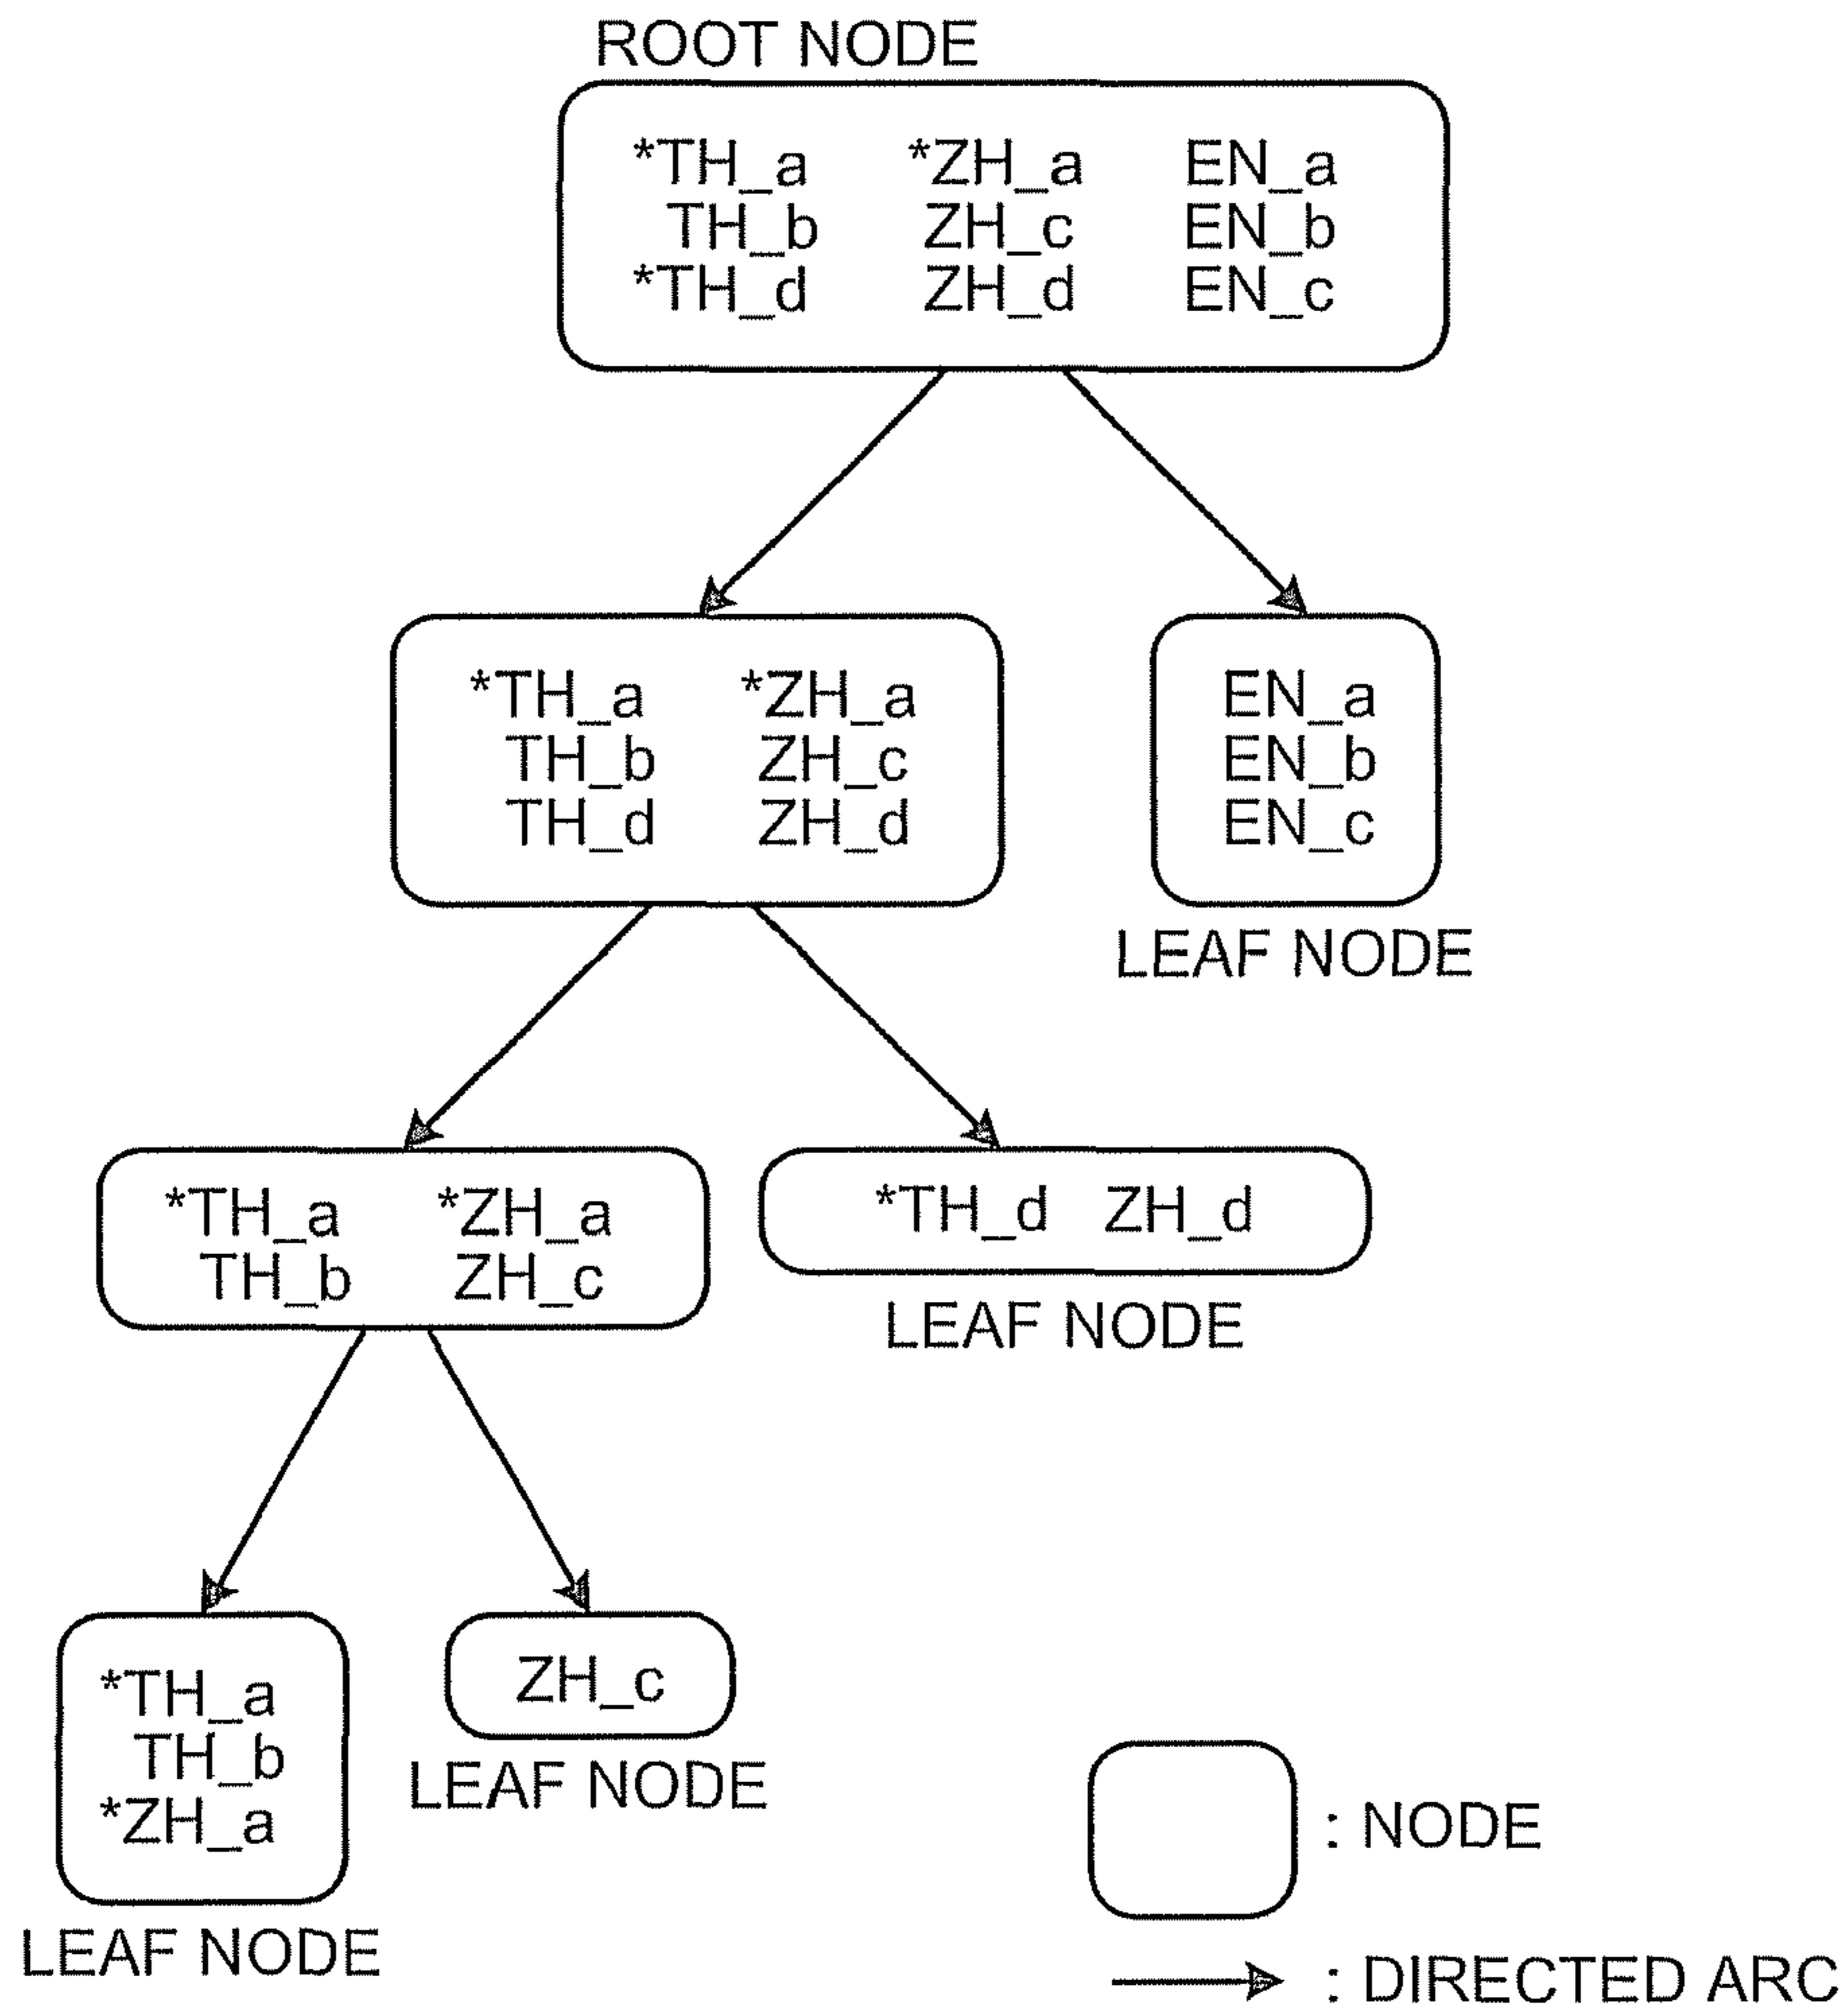 ROOT NODE
*TH_a *ZH_a EN_a
TH_b ZH_c EN_b
*TH_d ZH_d EN_c
*TH_a *ZH_a EN_a
TH_b ZH_c EN_b
TH_d ZH_d EN_c
LEAF NODE
*TH_a *ZH_a *TH_d ZH_d
TH_b ZH_c
LEAF NODE
*TH_a ZH_c
TH_b
*ZH_a
LEAF NODE
LEAF NODE
: NODE
: DIRECTED ARC